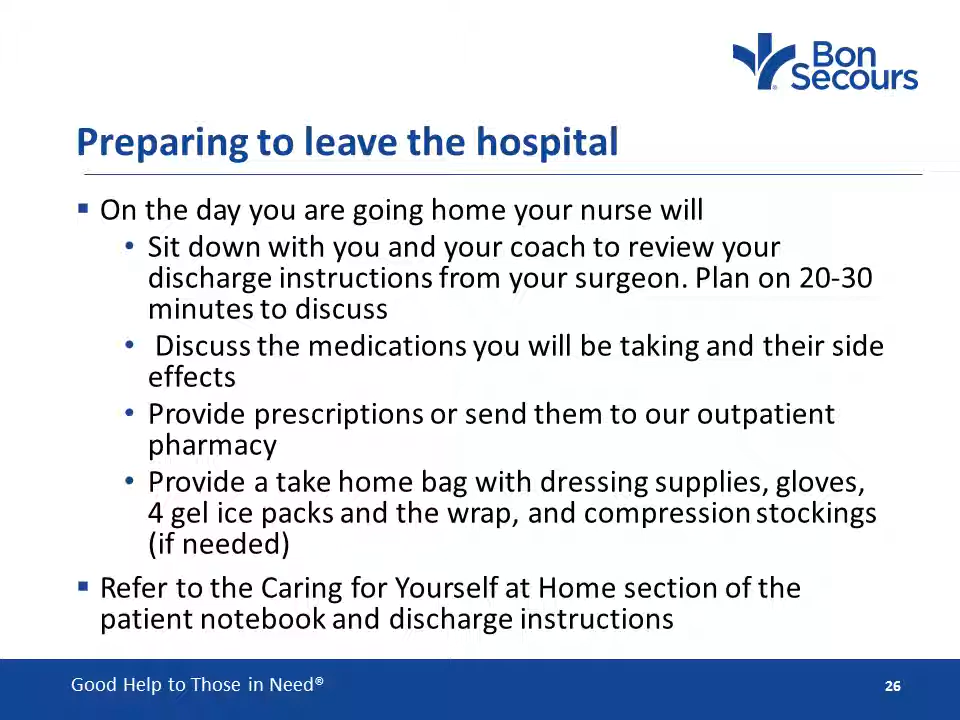 Bon
Secours
Preparing to leave the hospital
▪ On the day you are going home your nurse will
• Sit down with you and your coach to review your
discharge instructions from your surgeon. Plan on 20-30
minutes to discuss
• Discuss the medications you will be taking and their side
effects
• Provide prescriptions or send them to our outpatient
pharmacy
• Provide a take home bag with dressing supplies, gloves,
4 gel ice packs and the wrap, and compression stockings
(if needed)
▪ Refer to the Caring for Yourself at Home section of the
patient notebook and discharge instructions
Good Help to Those in Need®
26